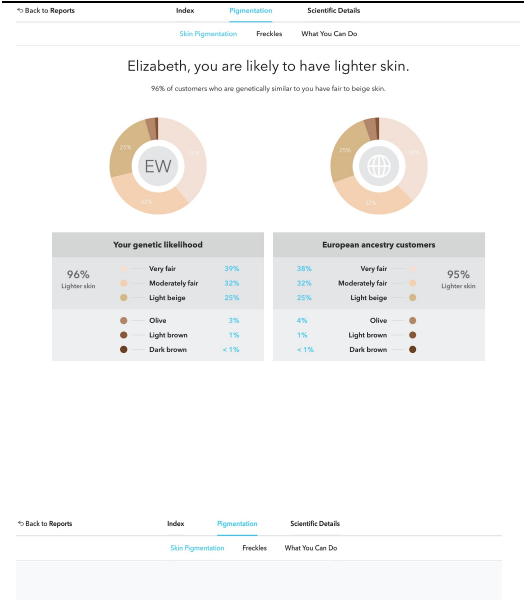 Back to Reports Index Pigmentation Scientific Details
Skin Pigmentation Freckles What You Can Do
Elizabeth, you are likely to have lighter skin.
96% of customers who are genetically similar to you have fair to beige skin.
25%
EW
32%
25%
32%
Your genetic likelihood
96%
Lighter skin
Very fair 39%
Moderately fair 32%
Light beige 25%
Olive 3%
Light brown 1%
Dark brown < 1%
European ancestry customers
95%
Lighter skin
38% Very fair
32% Moderately fair
25% Light beige
4% Olive
1% Light brown
< 1% Dark brown
Back to Reports Index Pigmentation Scientific Details
Skin Pigmentation Freckles What You Can Do